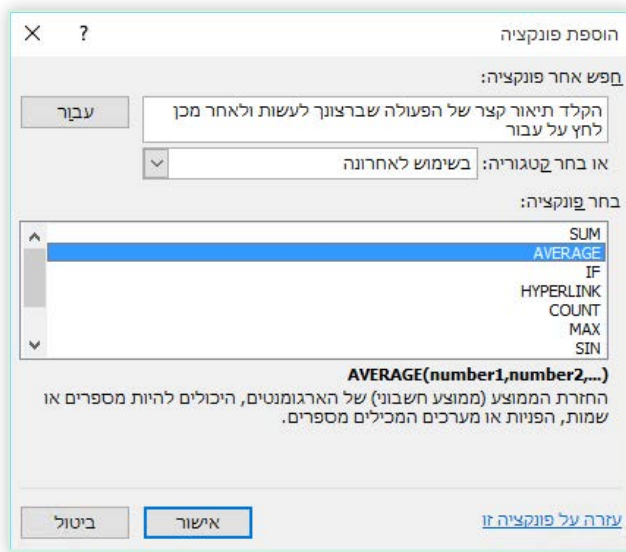 הוספת פונקציה
?
חפש אחר פונקציה:
הקלד תיאור קצר של הפעולה שברצונך לעשות ולאחר מכן
לחץ על עבור
עבור
או בחר קטגוריה: בשימוש לאחרונה
בחר פונקציה:
SUM
AVERAGE
IF
HYPERLINK
COUNT
MAX
SIN
AVERAGE(number1,number2,...)
החזרת הממוצע (ממוצע חשבוני) של הארגומנטים, היכולים להיות מספרים או
שמות, הפניות או מערכים המכילים מספרים.
עזרה על פונקציה זו
אישור
ביטול